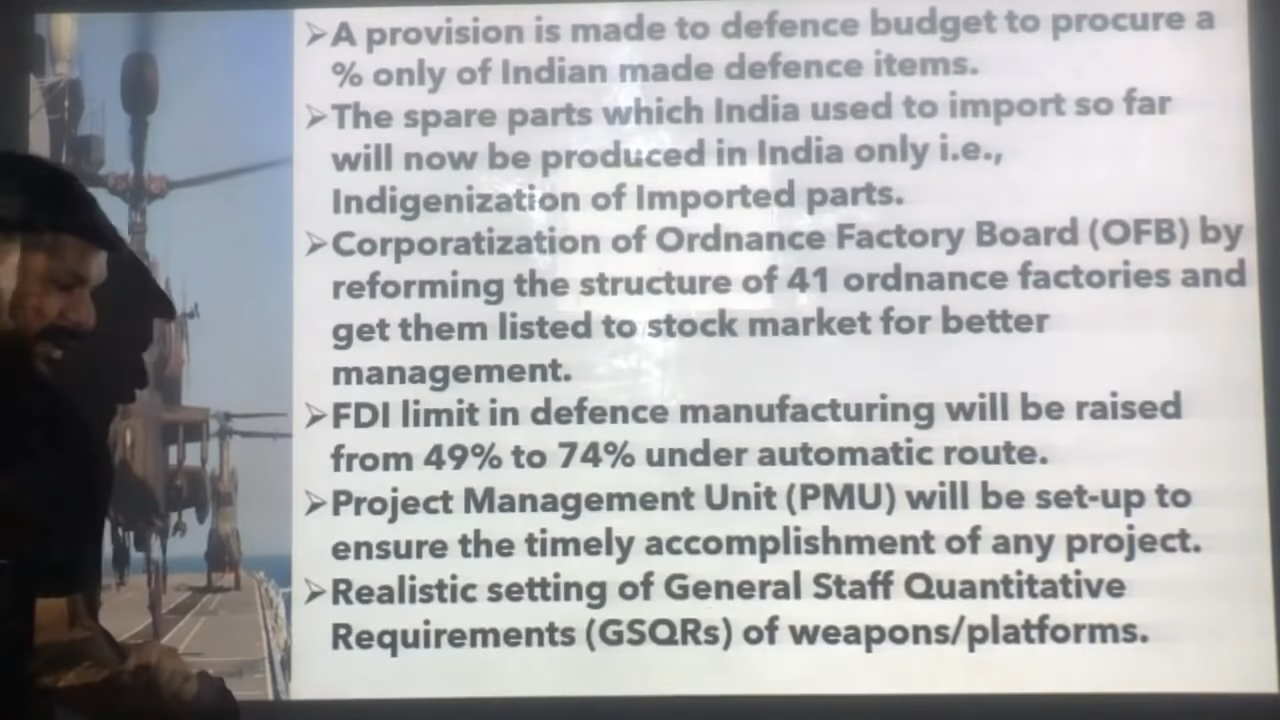 ➢A provision is made to defence budget to procure a
% only of Indian made defence items.
➢The spare parts which India used to import so far
will now be produced in India only i.e.,
Indigenization of Imported parts.
➢Corporatization of Ordnance Factory Board (OFB) by
reforming the structure of 41 ordnance factories and
get them listed to stock market for better
management.
➢FDI limit in defence manufacturing will be raised
from 49% to 74% under automatic route.
➢Project Management Unit (PMU) will be set-up to
ensure the timely accomplishment of any project.
➢Realistic setting of General Staff Quantitative
Requirements (GSQRs) of weapons/platforms.